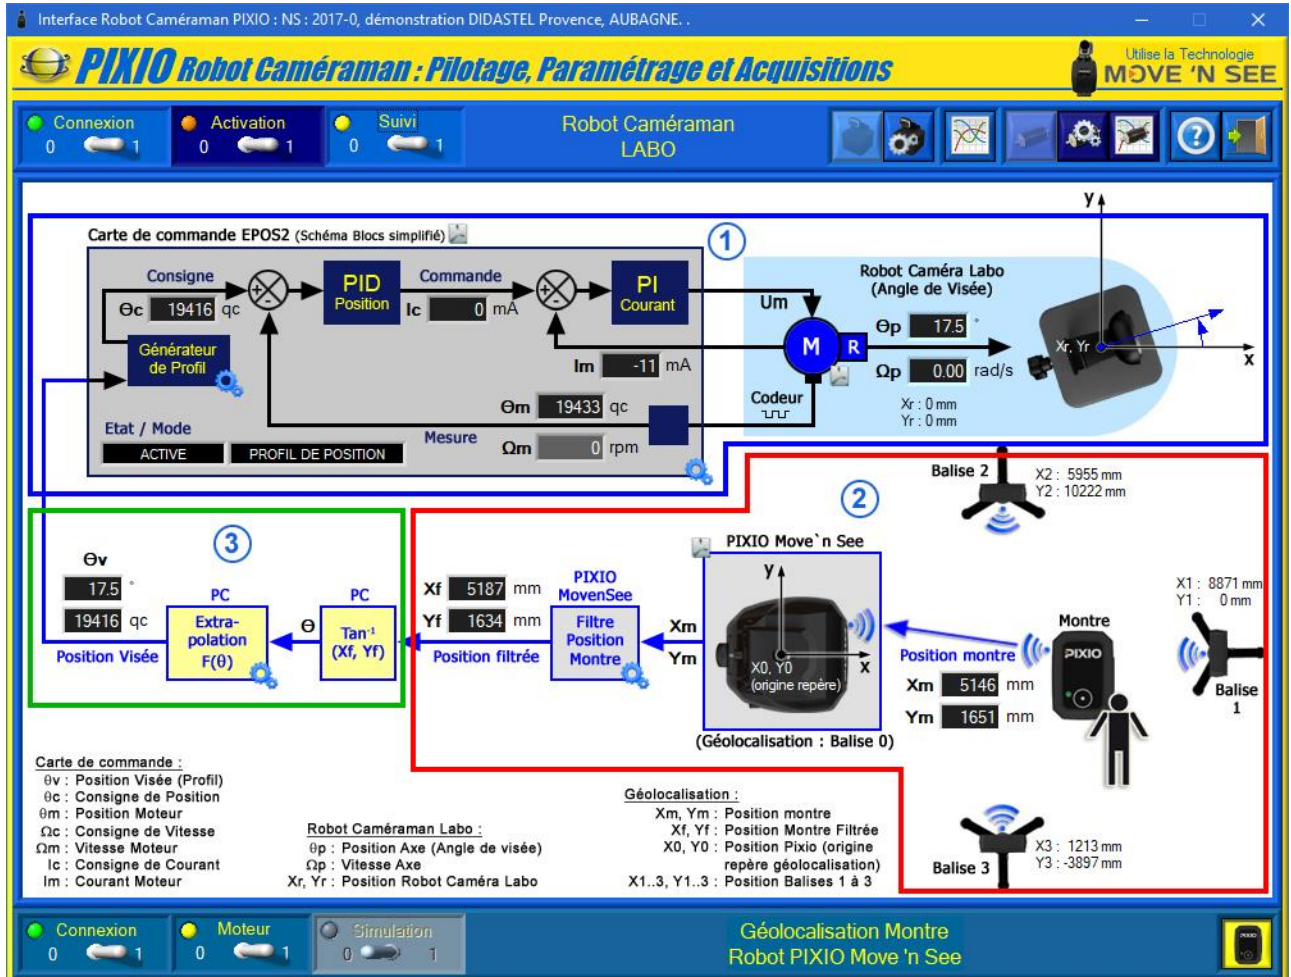 Interface Robot Caméraman PIXIO : NS : 2017-0, démonstration DIDASTEL Provence, AUBAGNE. .
PIXIO Robot Caméraman : Pilotage, Paramétrage et Acquisitions
Utilise la Technologie
MOVE 'N SEE
Connexion
0 1
Activation
0 1
Suivi
0 1
Robot Caméraman
LABO
?
Carte de commande EPOS2 (Schéma Blocs simplifié)
1
Consigne
Θc 19416 qc
+
-
PID
Position
Commande
Ic 0 mA
+
-
PI
Courant
Um
Générateur
de Profil
Im -11 mA
Θm 19433 qc
Mesure
Ωm 0 rpm
Etat / Mode
ACTIVE
PROFIL DE POSITION
Robot Caméra Labo
(Angle de Visée)
M
R
Θp 17.5 °
Ωp 0.00 rad/s
Codeur
Xr : 0 mm
Yr : 0 mm
y
Xr, Yr
x
3
Θv
17.5 °
19416 qc
Position Visée
PC
Extra-
polation
F(θ)
Θ
PC
Tan-1
(Xf, Yf)
2
Xf 5187 mm
Yf 1634 mm
Position filtrée
PIXIO
MovenSee
Filtre
Position
Montre
Xm
Ym
PIXIO Move`n See
y
X0, Y0
(origine repère)
x
(Géolocalisation : Balise 0)
Balise 2
X2 : 5955 mm
Y2 : 10222 mm
X1 : 8871 mm
Y1 : 0 mm
Balise
1
Montre
PIXIO
Position montre
Xm 5146 mm
Ym 1651 mm
Balise 3
X3 : 1213 mm
Y3 : -3897 mm
Carte de commande :
θv : Position Visée (Profil)
θc : Consigne de Position
θm : Position Moteur
Ωc : Consigne de Vitesse
Ωm : Vitesse Moteur
Ic : Consigne de Courant
Im : Courant Moteur
Robot Caméraman Labo :
θp : Position Axe (Angle de visée)
Ωp : Vitesse Axe
Xr, Yr : Position Robot Caméra Labo
Géolocalisation :
Xm, Ym : Position montre
Xf, Yf : Position Montre Filtrée
X0, Y0 : Position Pixio (origine
repère géolocalisation)
X1..3, Y1..3 : Position Balises 1 à 3
Connexion
0 1
Moteur
0 1
Simulation
0 1
Géolocalisation Montre
Robot PIXIO Move 'n See